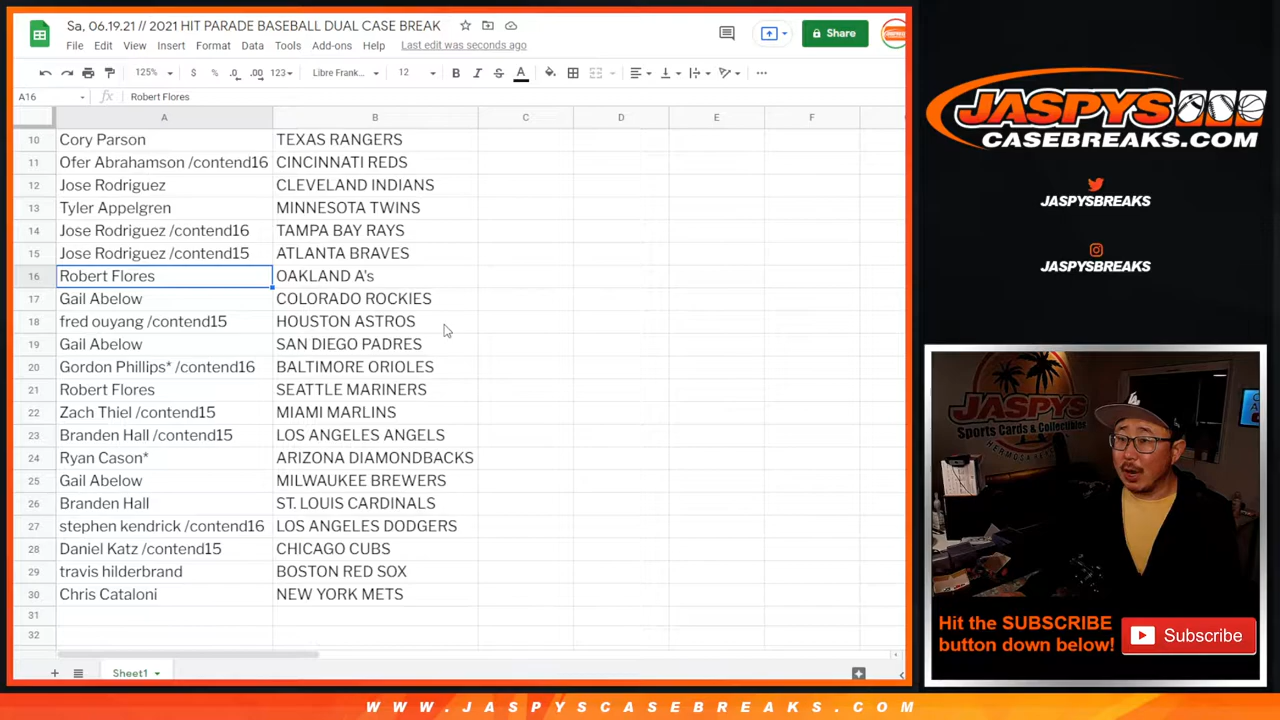 Sa, 06.19.21 // 2021 HIT PARADE BASEBALL DUAL CASE BREAK
File Edit View Insert Format Data Tools Add-ons Help Last edit was seconds ago
Share
125% $ % .0 .00 123 Libre Frank... 12 B I S A
A16 fx Robert Flores
A B C D E F
10 Cory Parson TEXAS RANGERS
11 Ofer Abrahamson /contend16 CINCINNATI REDS
12 Jose Rodriguez CLEVELAND INDIANS
13 Tyler Appelgren MINNESOTA TWINS
14 Jose Rodriguez /contend16 TAMPA BAY RAYS
15 Jose Rodriguez /contend15 ATLANTA BRAVES
16 Robert Flores OAKLAND A's
17 Gail Abelow COLORADO ROCKIES
18 fred ouyang /contend15 HOUSTON ASTROS
19 Gail Abelow SAN DIEGO PADRES
20 Gordon Phillips* /contend16 BALTIMORE ORIOLES
21 Robert Flores SEATTLE MARINERS
22 Zach Thiel /contend15 MIAMI MARLINS
23 Branden Hall /contend15 LOS ANGELES ANGELS
24 Ryan Cason* ARIZONA DIAMONDBACKS
25 Gail Abelow MILWAUKEE BREWERS
26 Branden Hall ST. LOUIS CARDINALS
27 stephen kendrick /contend16 LOS ANGELES DODGERS
28 Daniel Katz /contend15 CHICAGO CUBS
29 travis hilderbrand BOSTON RED SOX
30 Chris Cataloni NEW YORK METS
31
32
Sheet1
JASPYS
CASEBREAKS.COM
JASPYSBREAKS
JASPYSBREAKS
JASPYS
Sports Cards & Collectibles
HERMOSA
Hit the SUBSCRIBE
button down below!
Subscribe
WWW.JASPYSCASEBREAKS.COM